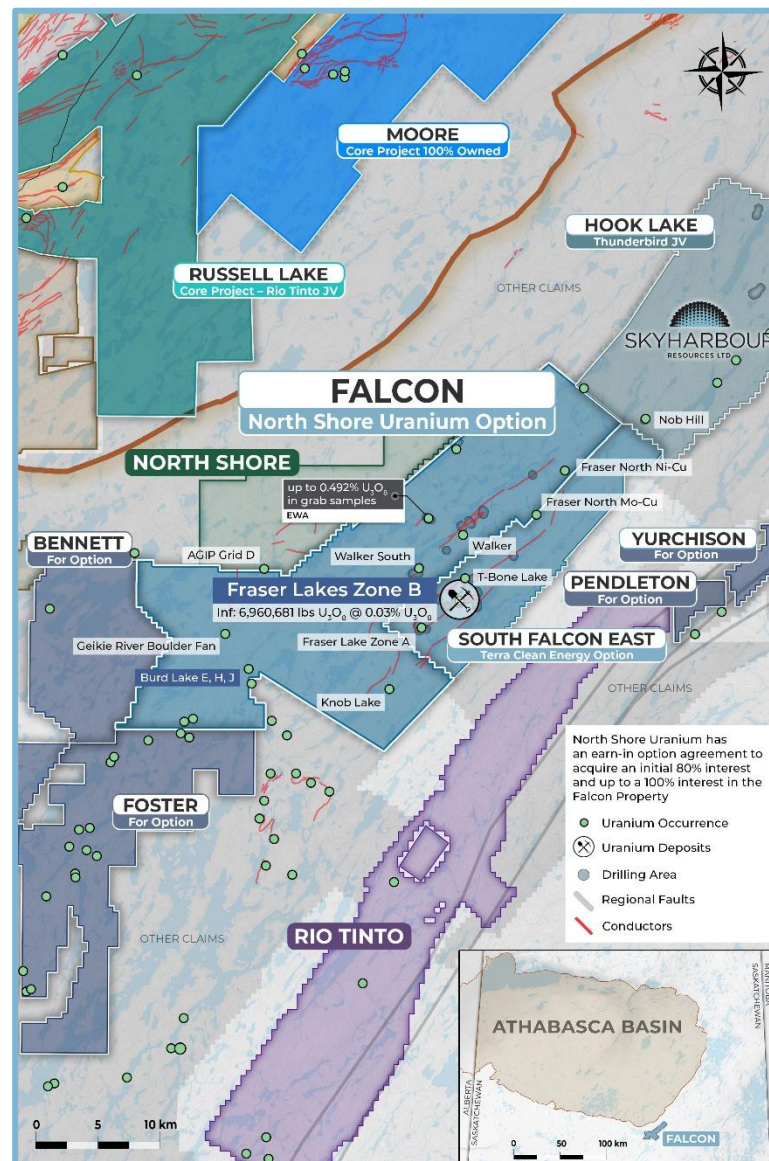 MOORE
Core Project 100% Owned
HOOK LAKE
Thunderbird JV
RUSSELL LAKE
Core Project – Rio Tinto JV
OTHER CLAIMS
SKYHARBOUR
RESOURCES LTD
FALCON
North Shore Uranium Option
Nob Hill
NORTH SHORE
Fraser North Ni-Cu
up to 0.492% U₃O₈
in grab samples
EWA
Fraser North Mo-Cu
BENNETT
For Option
YURCHISON
For Option
AGIP Grid D
Walker South
Walker
T-Bone Lake
PENDLETON
For Option
Fraser Lakes Zone B
Inf: 6,960,681 lbs U₃O₈ @ 0.03% U₃O₈
Geikie River Boulder Fan
Fraser Lake Zone A
SOUTH FALCON EAST
Terra Clean Energy Option
Burd Lake E, H, J
Knob Lake
OTHER CLAIMS
North Shore Uranium has
an earn-in option agreement to
acquire an initial 80% interest
and up to a 100% interest in the
Falcon Property
Uranium Occurrence
Uranium Deposits
Drilling Area
Regional Faults
Conductors
FOSTER
For Option
RIO TINTO
OTHER CLAIMS
ATHABASCA BASIN
SASKATCHEWAN
MANITOBA
ALBERTA
SASKATCHEWAN
FALCON
0 5 10 km
0 50 100 km